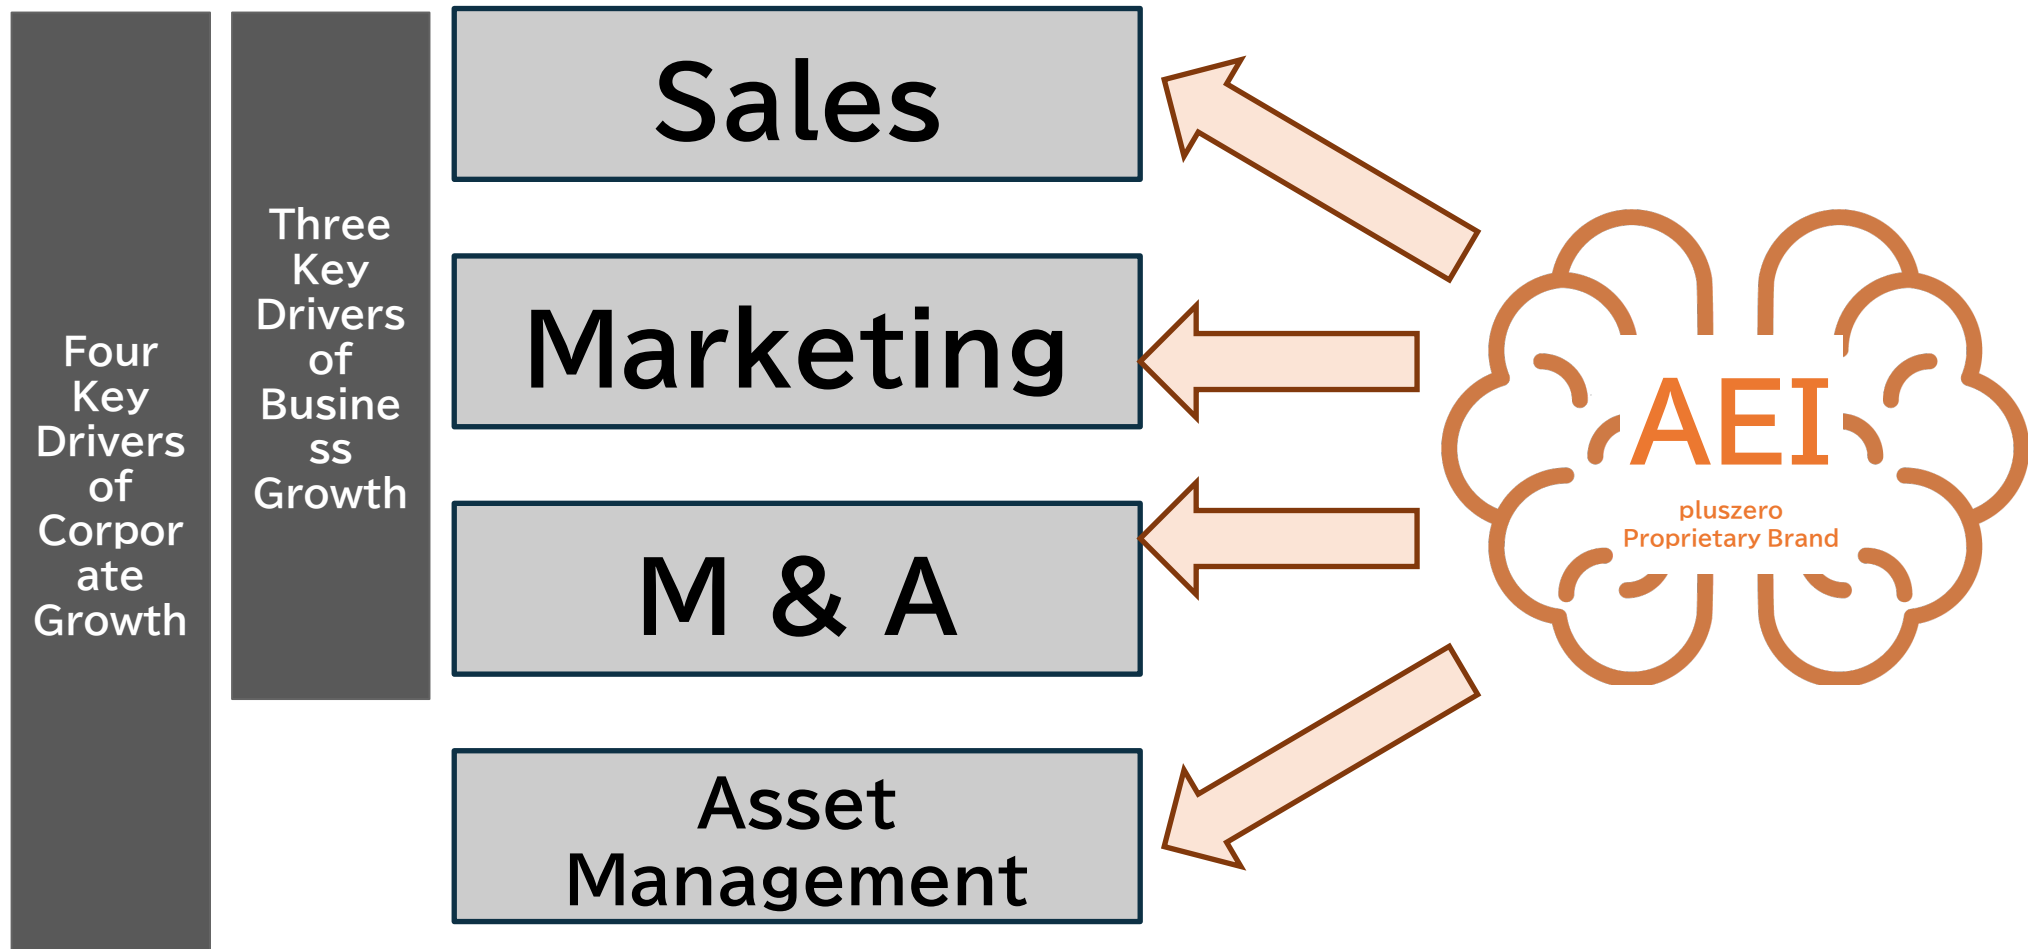 Four
Key
Drivers
of
Corpor
ate
Growth
Three
Key
Drivers
of
Busine
ss
Growth
Sales
Marketing
M & A
Asset
Management
AEI
pluszero
Proprietary Brand